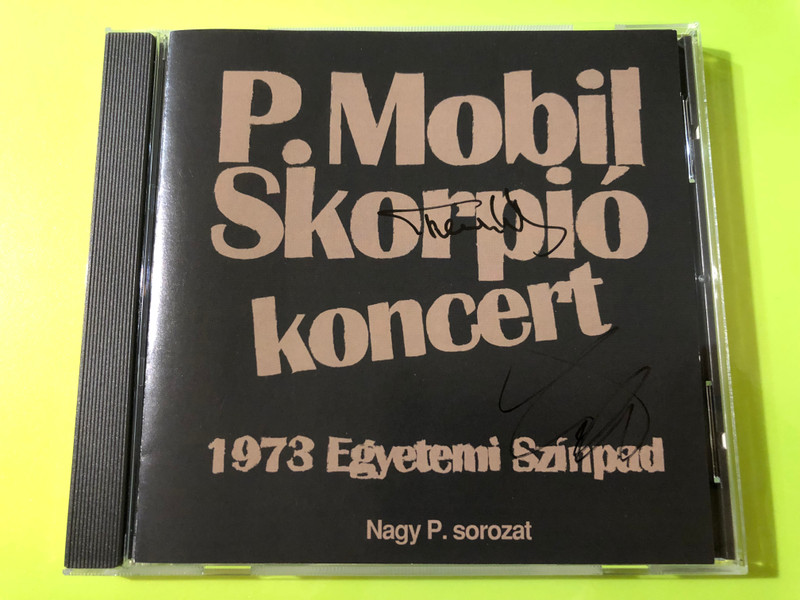 P. Mobil
Skorpió
koncert
1973 Egyetemi Színpad
Nagy P. sorozat